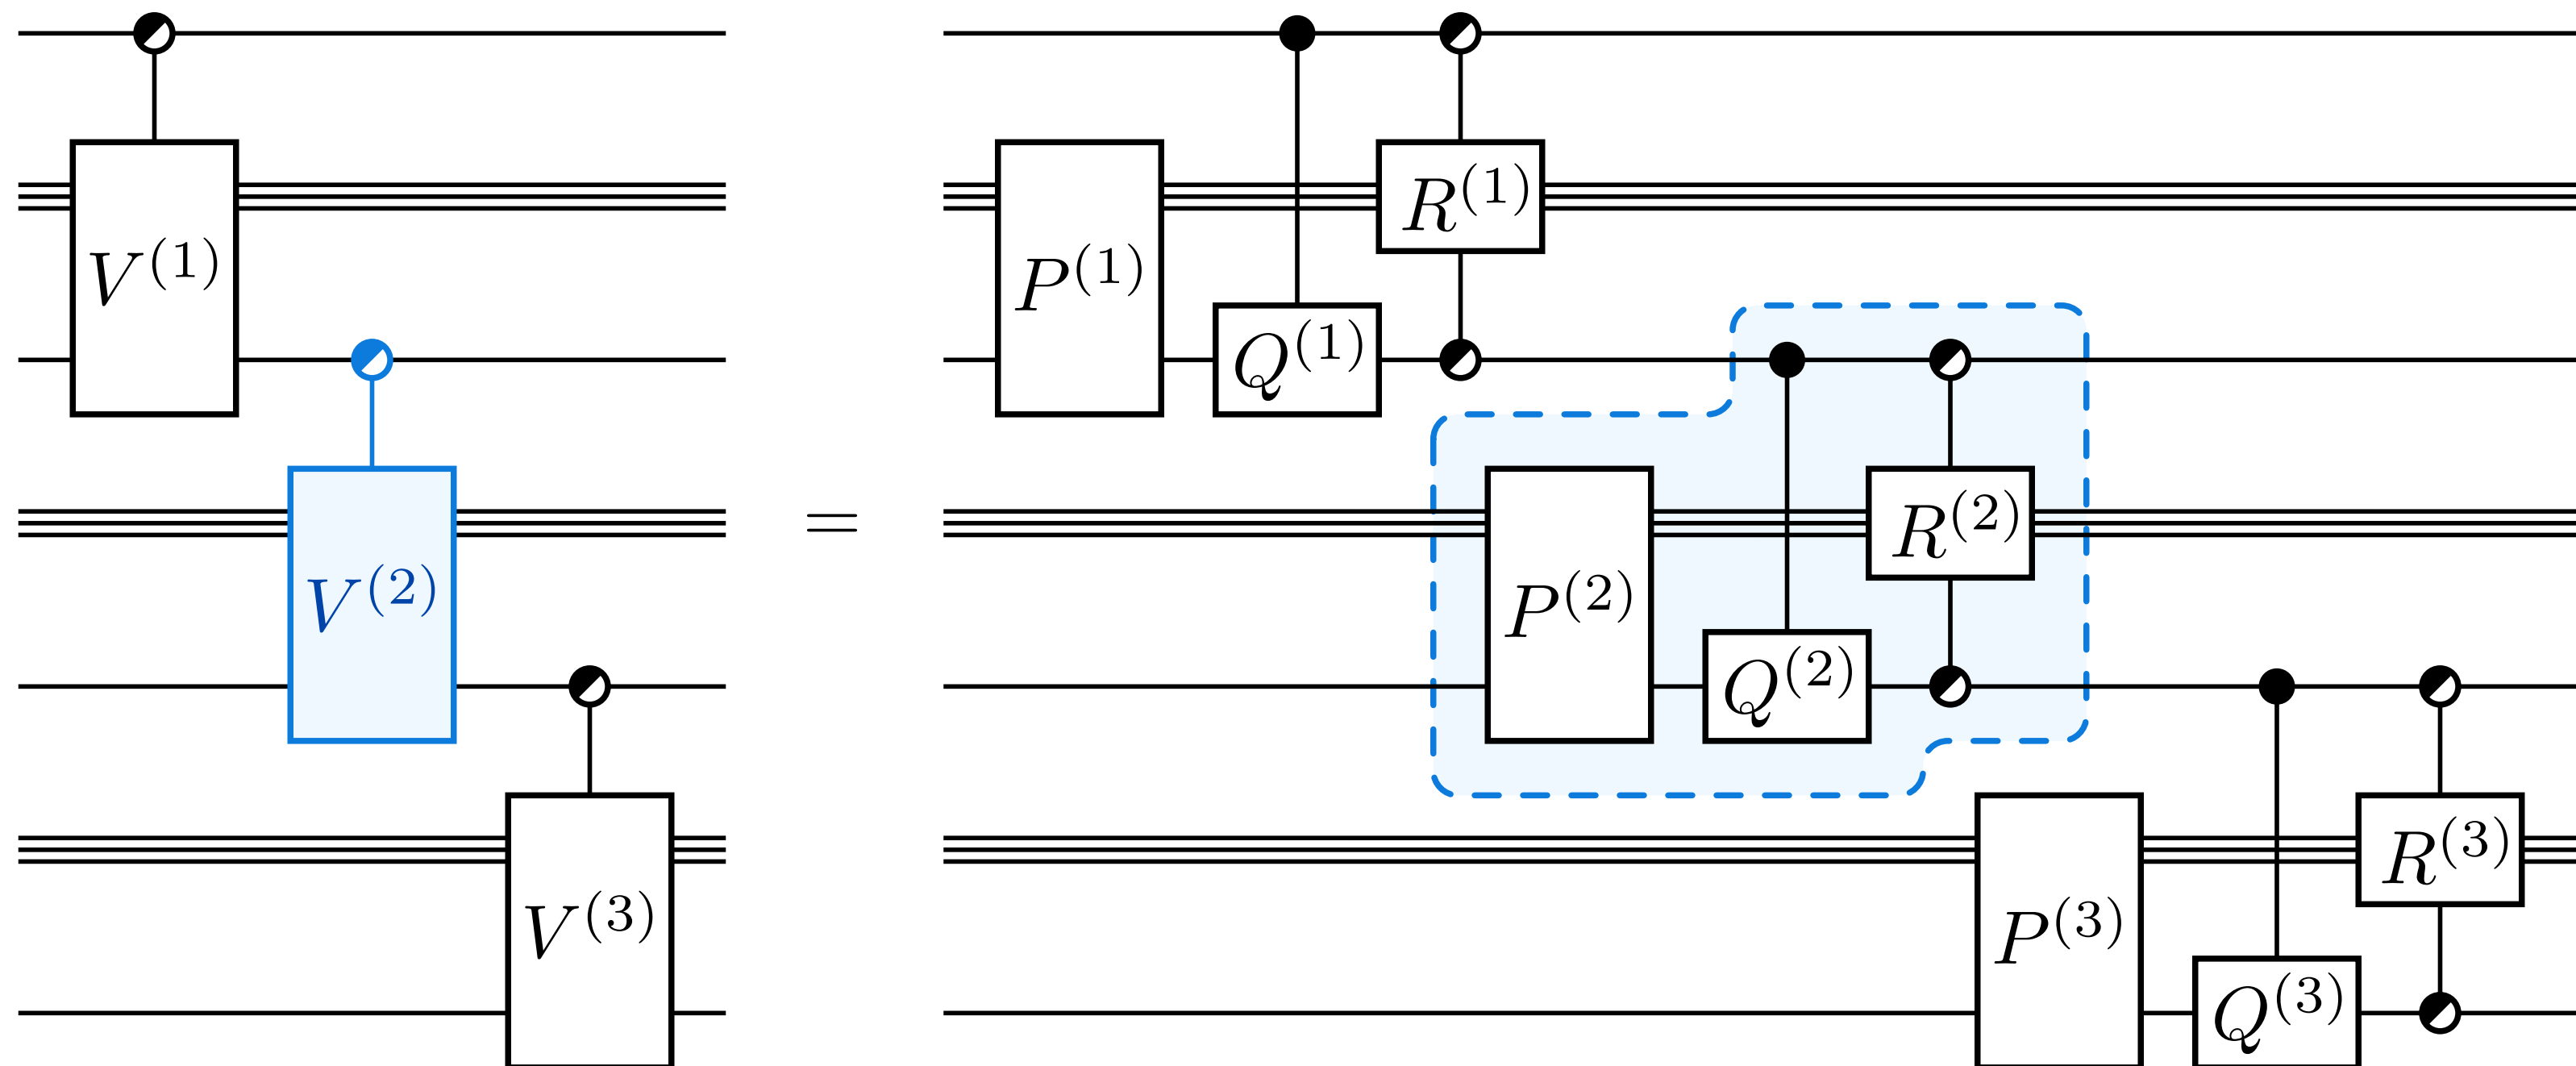 V^{(1)}
V^{(2)}
V^{(3)}
=
P^{(1)}
Q^{(1)}
R^{(1)}
P^{(2)}
Q^{(2)}
R^{(2)}
P^{(3)}
Q^{(3)}
R^{(3)}